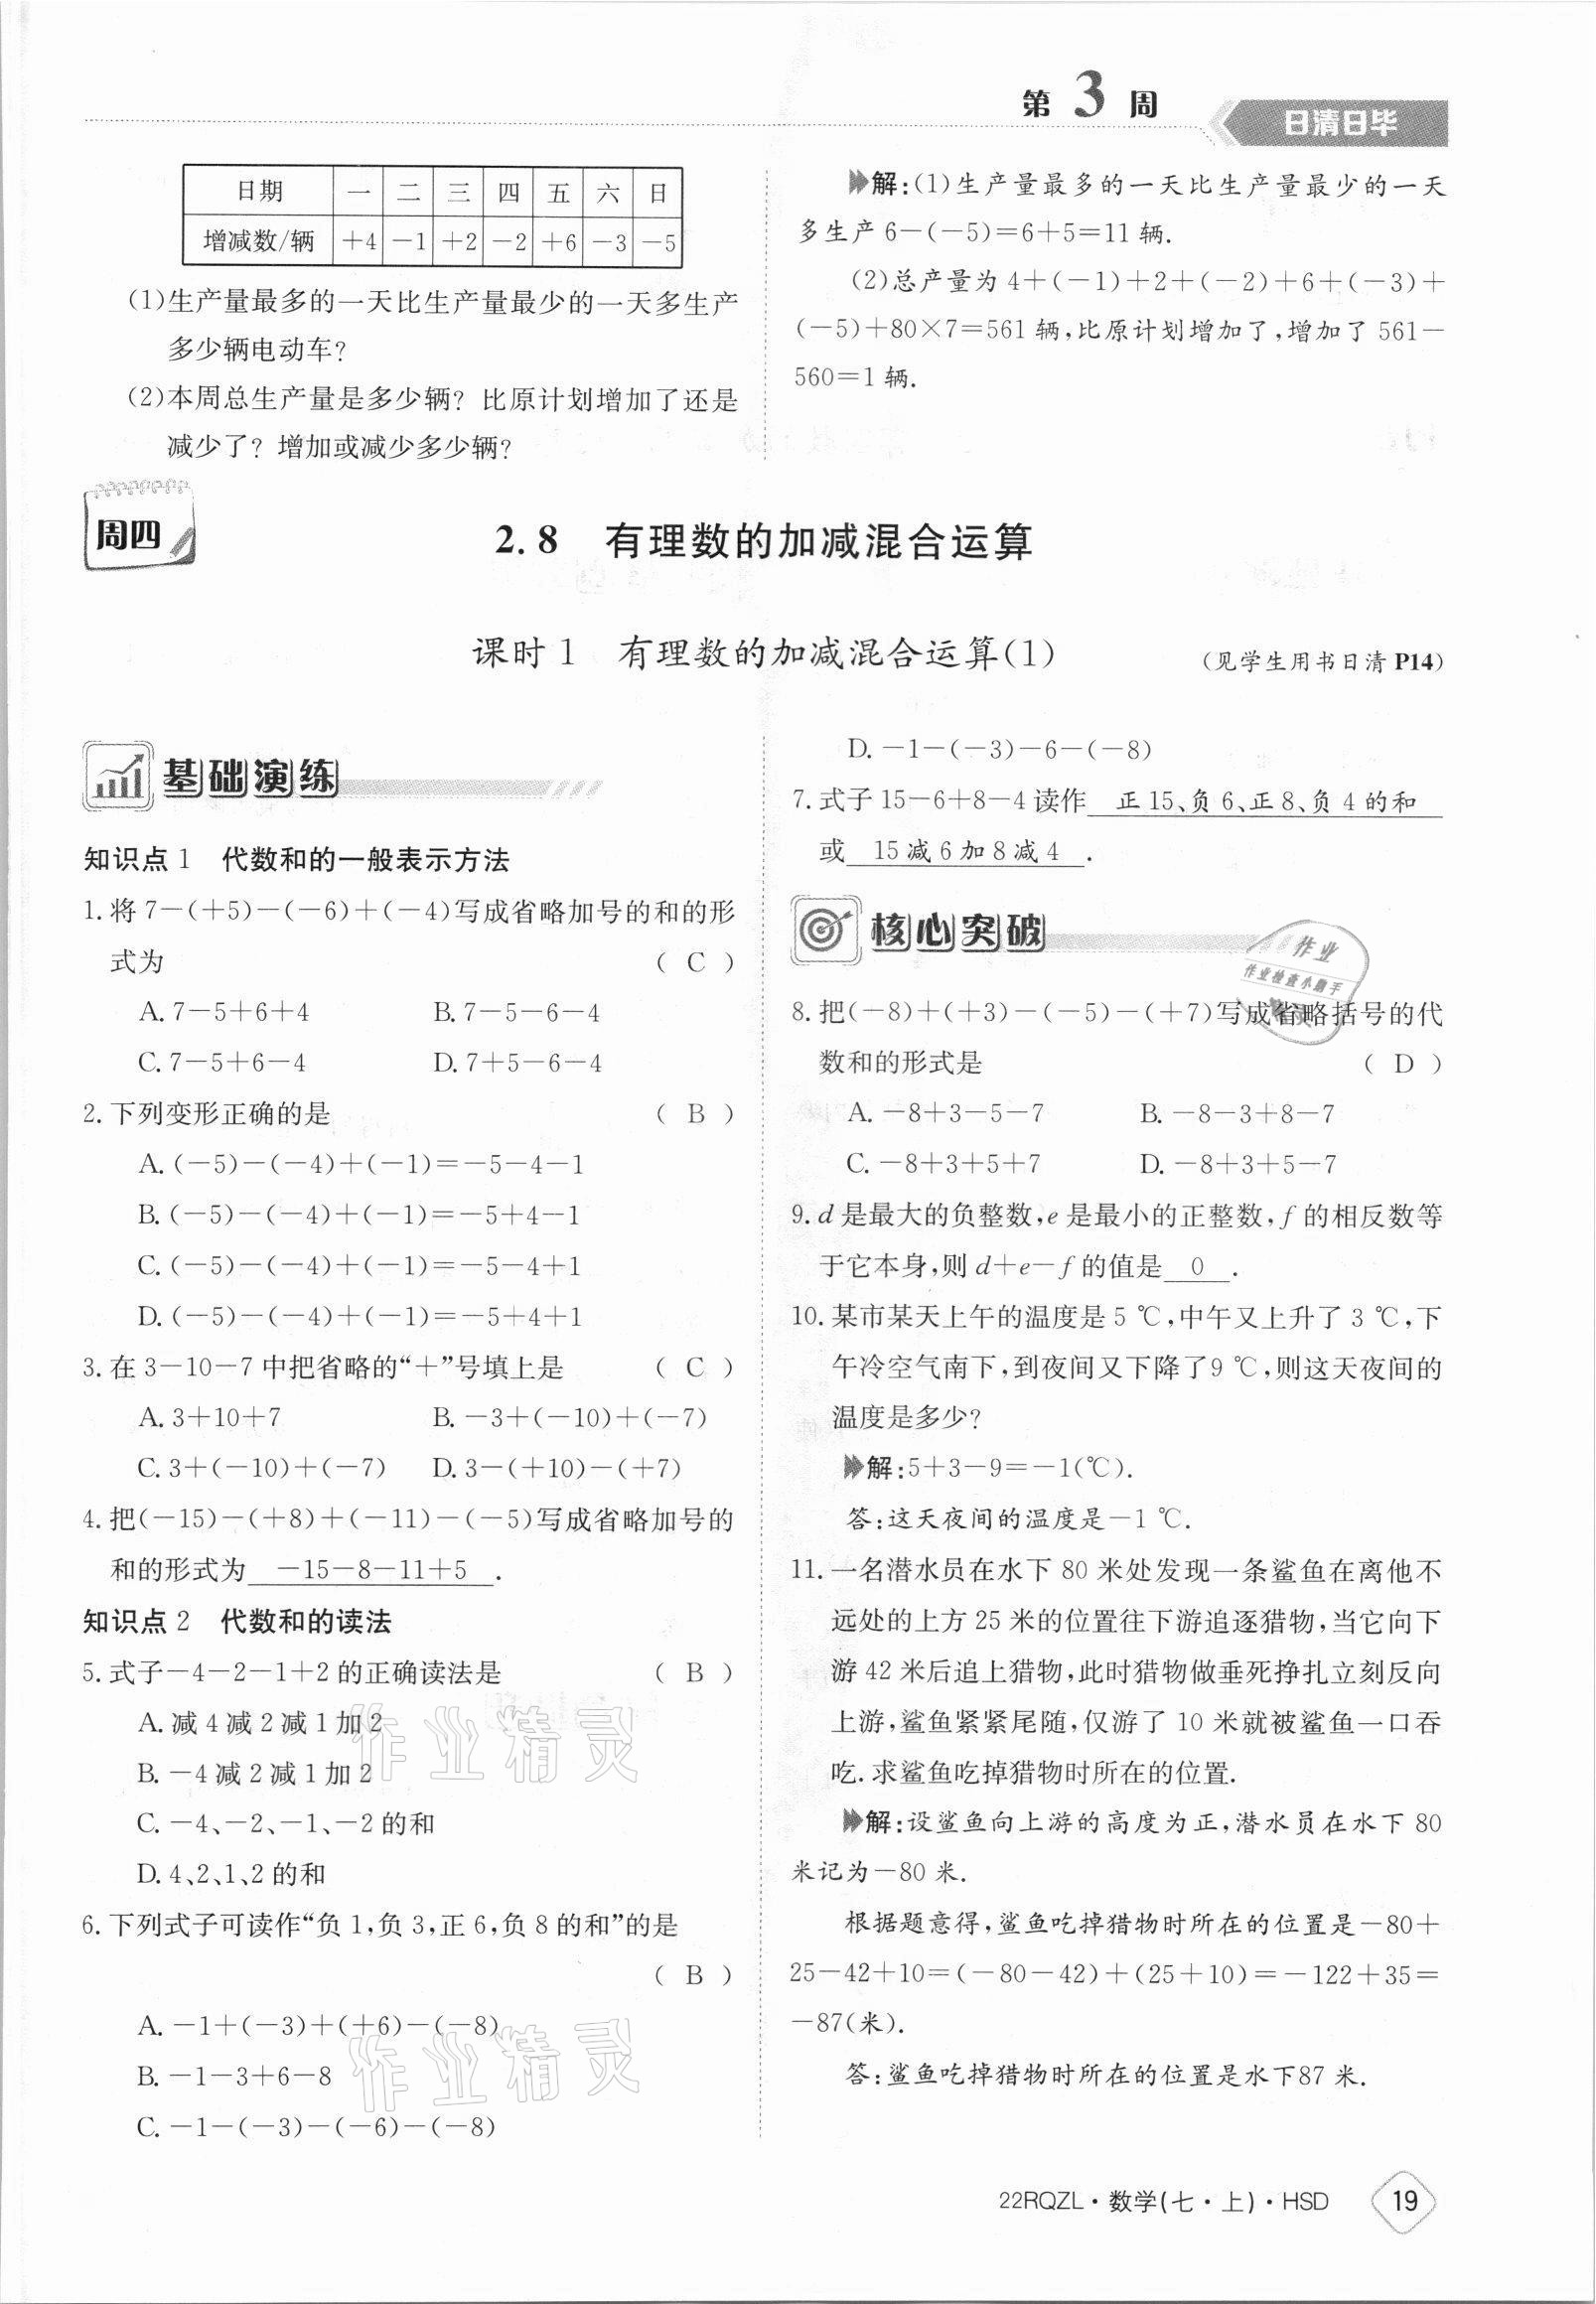 第3周
日清日毕
日期 一 二 三 四 五 六 日
增减数/辆 +4 -1 +2 -2 +6 -3 -5
(1)生产量最多的一天比生产量最少的一天多生产
多少辆电动车?
(2)本周总生产量是多少辆?比原计划增加了还是
减少了?增加或减少多少辆?
解:(1)生产量最多的一天比生产量最少的一天
多生产6-(-5)=6+5=11辆.
(2)总产量为4+(-1)+2+(-2)+6+(-3)+
(-5)+80×7=561辆,比原计划增加了,增加了561-
560=1辆.
周四
2.8 有理数的加减混合运算
课时1 有理数的加减混合运算(1)
(见学生用书日清P14)
基础演练
知识点1 代数和的一般表示方法
1.将7-(+5)-(-6)+(-4)写成省略加号的和的形
式为 ( C )
A.7-5+6+4 B.7-5-6-4
C.7-5+6-4 D.7+5-6-4
2.下列变形正确的是 ( B )
A.(-5)-(-4)+(-1)=-5-4-1
B.(-5)-(-4)+(-1)=-5+4-1
C.(-5)-(-4)+(-1)=-5-4+1
D.(-5)-(-4)+(-1)=-5+4+1
3.在3-10-7中把省略的“+”号填上是 ( C )
A.3+10+7 B.-3+(-10)+(-7)
C.3+(-10)+(-7) D.3-(+10)-(+7)
4.把(-15)-(+8)+(-11)-(-5)写成省略加号的
和的形式为 -15-8-11+5 .
知识点2 代数和的读法
5.式子-4-2-1+2的正确读法是 ( B )
A.减4减2减1加2
B.-4减2减1加2
C.-4、-2、-1、-2的和
D.4、2、1、2的和
6.下列式子可读作“负1,负3,正6,负8的和”的是
( B )
A.-1+(-3)+(+6)-(-8)
B.-1-3+6-8
C.-1-(-3)-(-6)-(-8)
D.-1-(-3)-6-(-8)
7.式子15-6+8-4读作 正15、负6、正8、负4的和
或 15减6加8减4 .
核心突破
8.把(-8)+(+3)-(-5)-(+7)写成省略括号的代
数和的形式是 ( D )
A.-8+3-5-7 B.-8-3+8-7
C.-8+3+5+7 D.-8+3+5-7
9.d是最大的负整数,e是最小的正整数,f的相反数等
于它本身,则d+e-f的值是 0 .
10.某市某天上午的温度是5 ℃,中午又上升了3 ℃,下
午冷空气南下,到夜间又下降了9 ℃,则这天夜间的
温度是多少?
解:5+3-9=-1(℃).
答:这天夜间的温度是-1 ℃.
11.一名潜水员在水下80米处发现一条鲨鱼在离他不
远处的上方25米的位置往下游追逐猎物,当它向下
游42米后追上猎物,此时猎物做垂死挣扎立刻反向
上游,鲨鱼紧紧尾随,仅游了10米就被鲨鱼一口吞
吃.求鲨鱼吃掉猎物时所在的位置.
解:设鲨鱼向上游的高度为正,潜水员在水下80
米记为-80米.
根据题意得,鲨鱼吃掉猎物时所在的位置是-80+
25-42+10=(-80-42)+(25+10)=-122+35=
-87(米).
答:鲨鱼吃掉猎物时所在的位置是水下87米.
作业
作业检查小助手
作业精灵
作业精灵
22RQZL·数学(七·上)·HSD
19